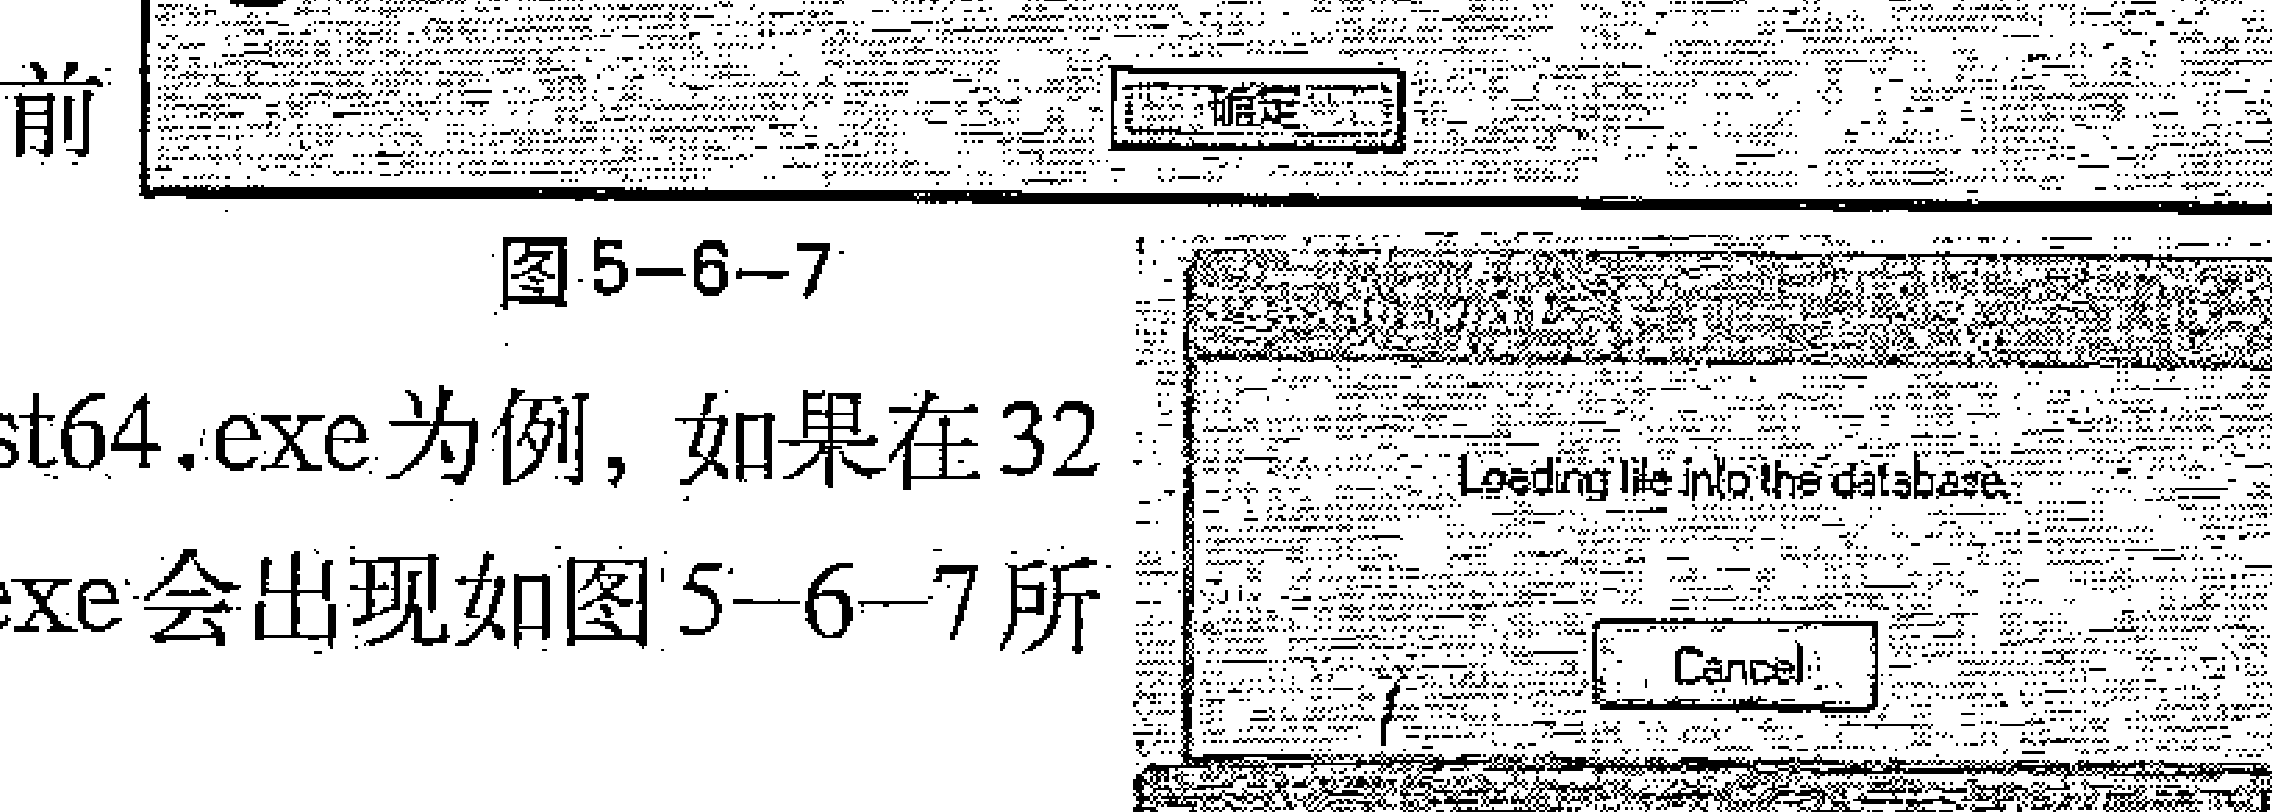 前
确定
图5-6-7
st64.exe为例，如果在32
exe会出现如图5-6-7所
Loading file into the database
Cancel